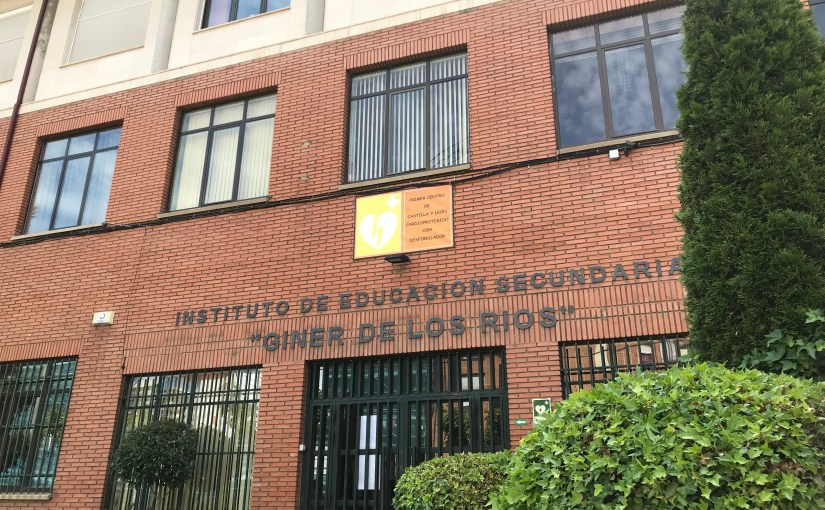 PRIMER CENTRO
DE
CASTILLA Y LEÓN
CARDIOPROTEGIDO
CON
DESFIBRILADOR
INSTITUTO DE EDUCACION SECUNDARIA
"GINER DE LOS RIOS"